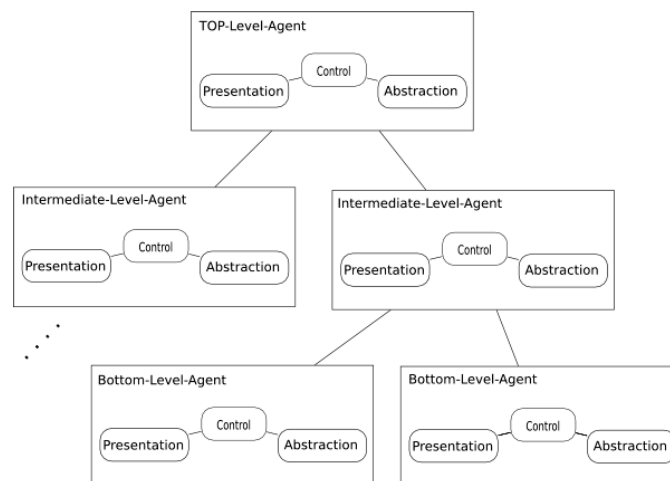 TOP-Level-Agent
Control
Presentation
Abstraction
Intermediate-Level-Agent
Control
Presentation
Abstraction
Intermediate-Level-Agent
Control
Presentation
Abstraction
Bottom-Level-Agent
Control
Presentation
Abstraction
Bottom-Level-Agent
Control
Presentation
Abstraction